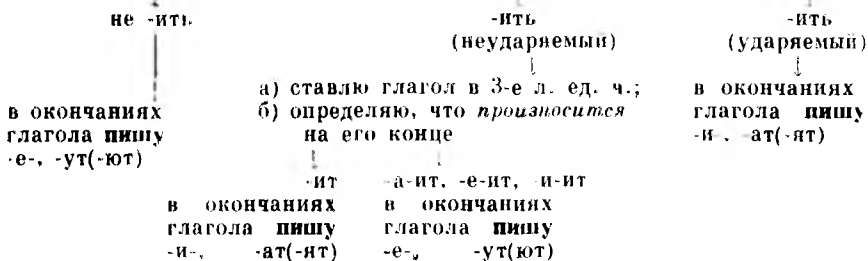 не -ить -ить -ить
(неударяемый) (ударяемый)
а) ставлю глагол в 3-е л. ед. ч.;
б) определяю, что произносится
на его конце
в окончаниях
глагола пишу
-е-, -ут(-ют)
в окончаниях
глагола пишу
-и-, -ат(-ят)
-ит
в окончаниях
глагола пишу
-и-, -ат(-ят)
-а-ит, -е-ит, и-ит
в окончаниях
глагола пишу
-е-, -ут(ют)